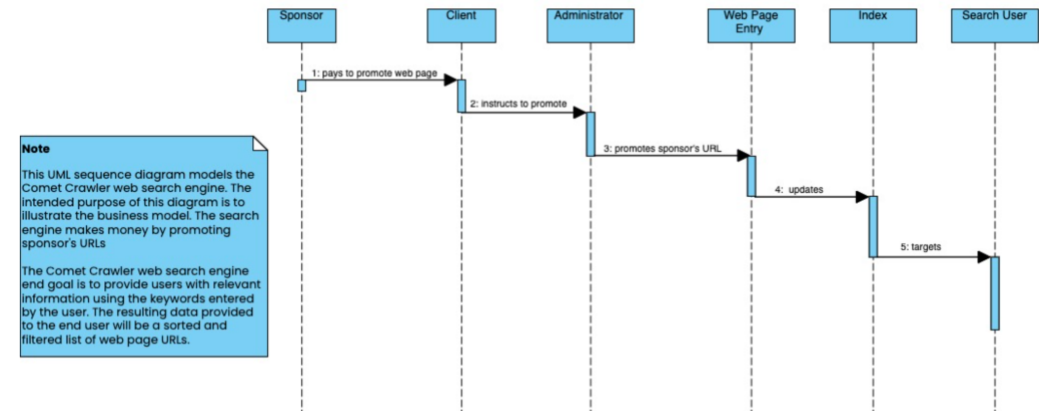 Sponsor
Client
Administrator
Web Page
Entry
Index
Search User
1: pays to promote web page
2: instructs to promote
3: promotes sponsor's URL
4: updates
5: targets
Note
This UML sequence diagram models the
Comet Crawler web search engine. The
intended purpose of this diagram is to
illustrate the business model. The search
engine makes money by promoting
sponsor's URLs
The Comet Crawler web search engine
end goal is to provide users with relevant
information using the keywords entered
by the user. The resulting data provided
to the end user will be a sorted and
filtered list of web page URLs.